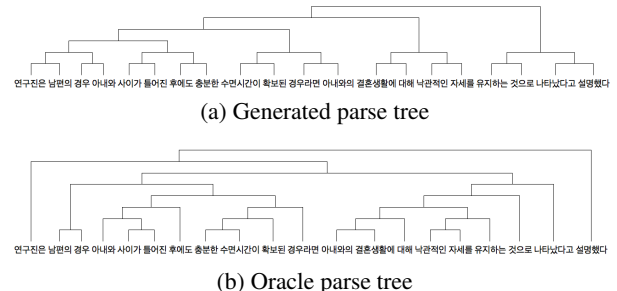 연구진은 남편의 경우 아내와 사이가 틀어진 후에도 충분한 수면시간이 확보된 경우라면 아내와의 결혼생활에 대해 낙관적인 자세를 유지하는 것으로 나타났다고 설명했다
(a) Generated parse tree
연구진은 남편의 경우 아내와 사이가 틀어진 후에도 충분한 수면시간이 확보된 경우라면 아내와의 결혼생활에 대해 낙관적인 자세를 유지하는 것으로 나타났다고 설명했다
(b) Oracle parse tree